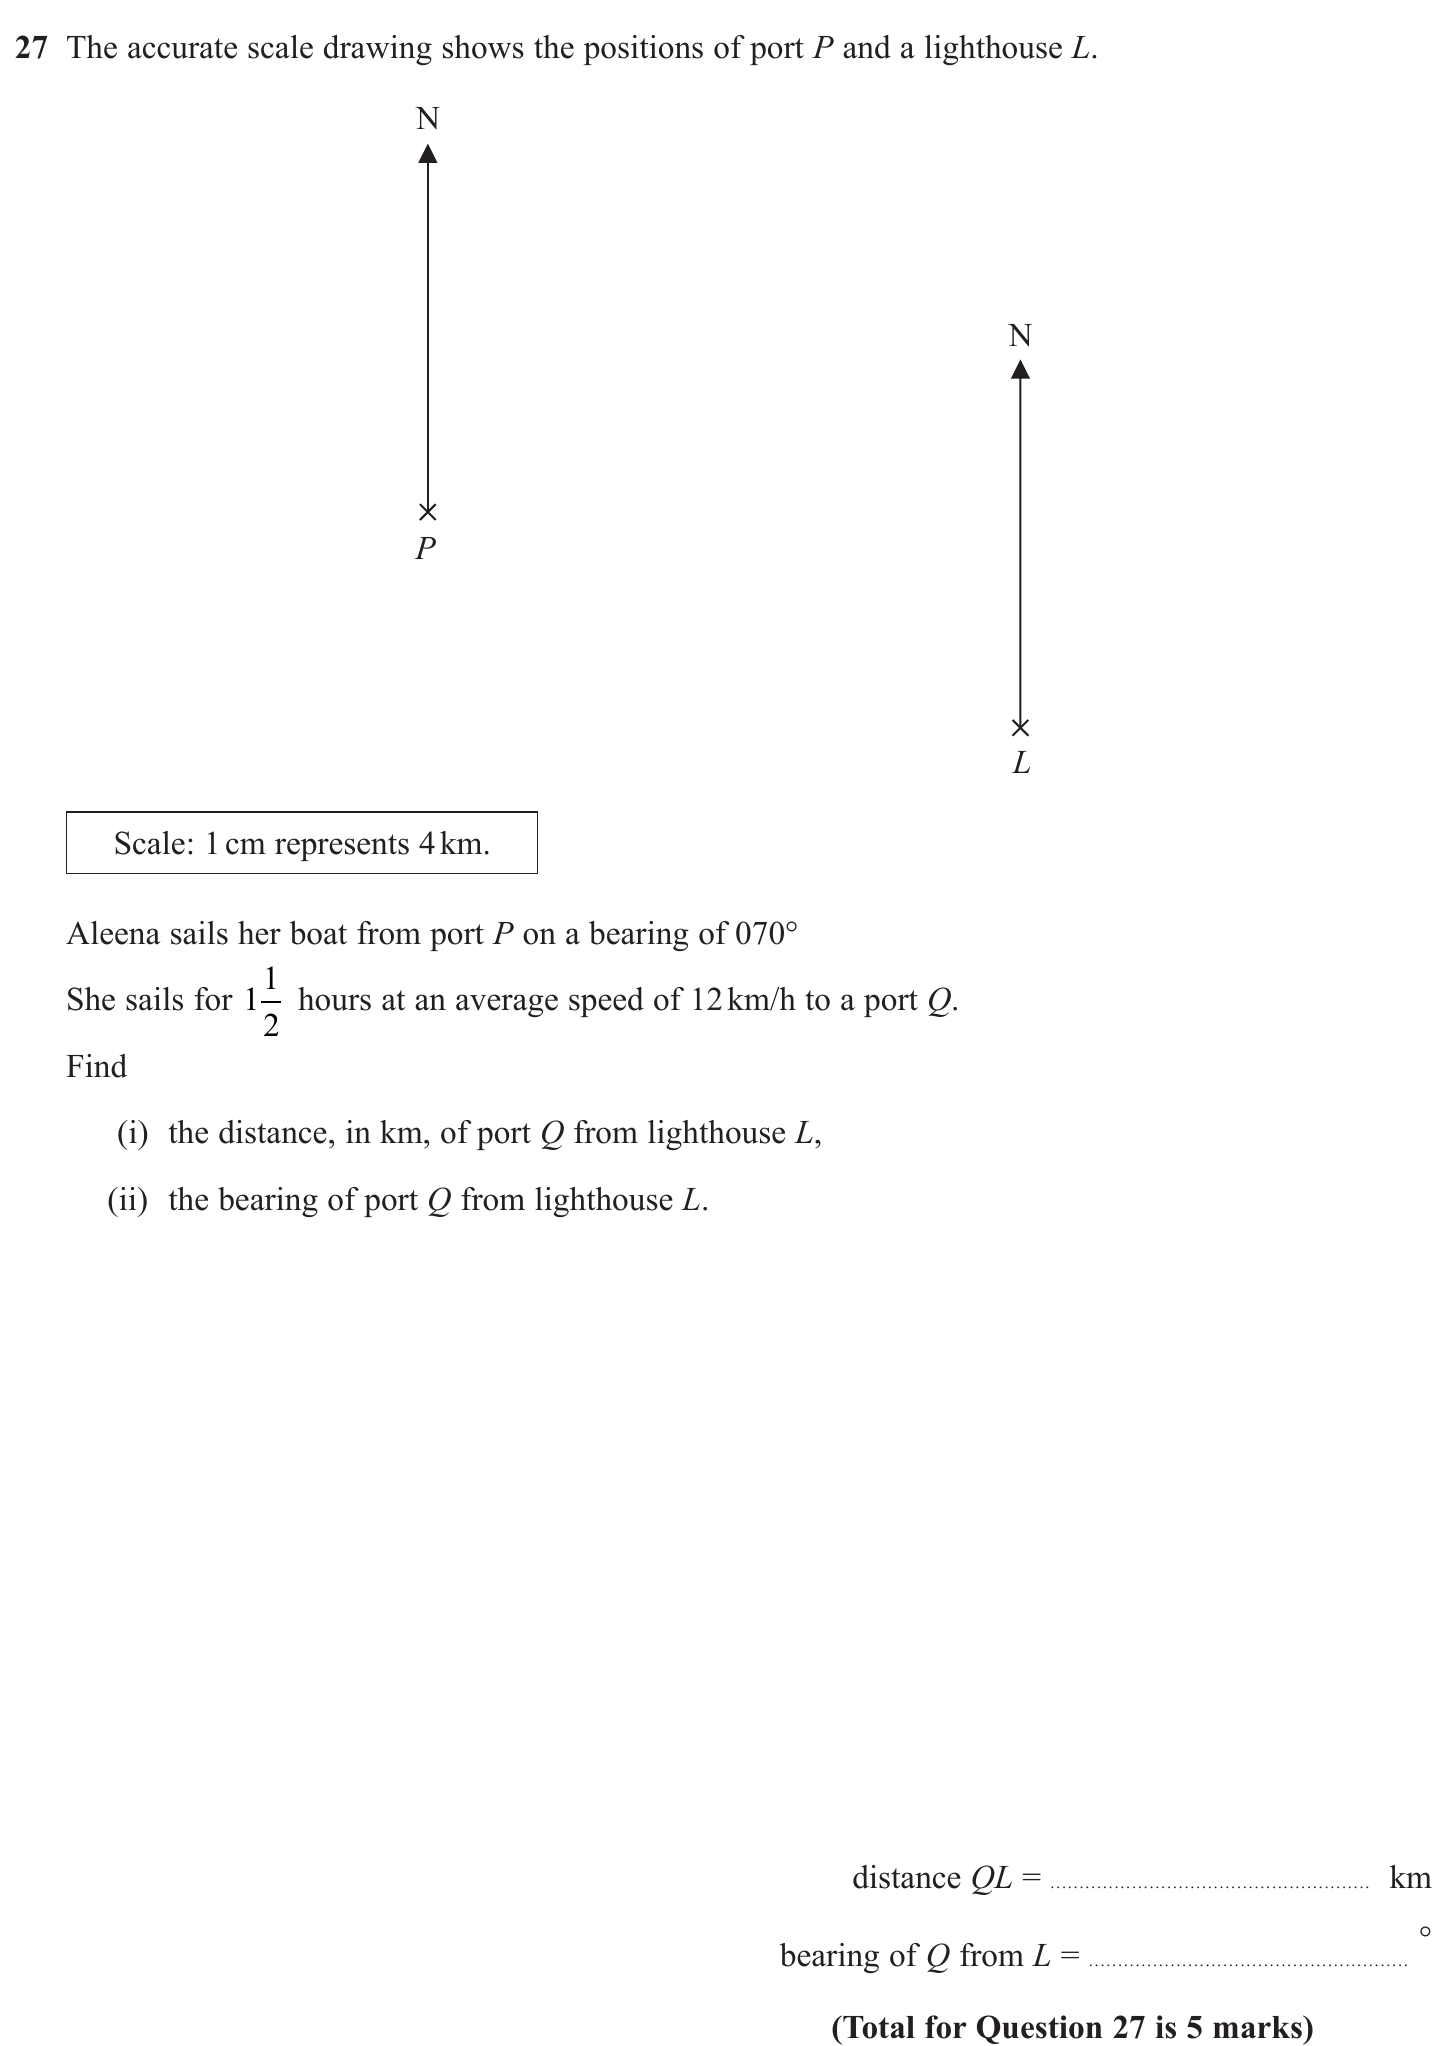 27 The accurate scale drawing shows the positions of port P and a lighthouse L.
N
N
P
L
Scale: 1 cm represents 4 km.
Aleena sails her boat from port P on a bearing of 070°
She sails for 1 1/2 hours at an average speed of 12 km/h to a port Q.
Find
(i) the distance, in km, of port Q from lighthouse L,
(ii) the bearing of port Q from lighthouse L.
distance QL = .................................................... km
bearing of Q from L = .................................................... °
(Total for Question 27 is 5 marks)